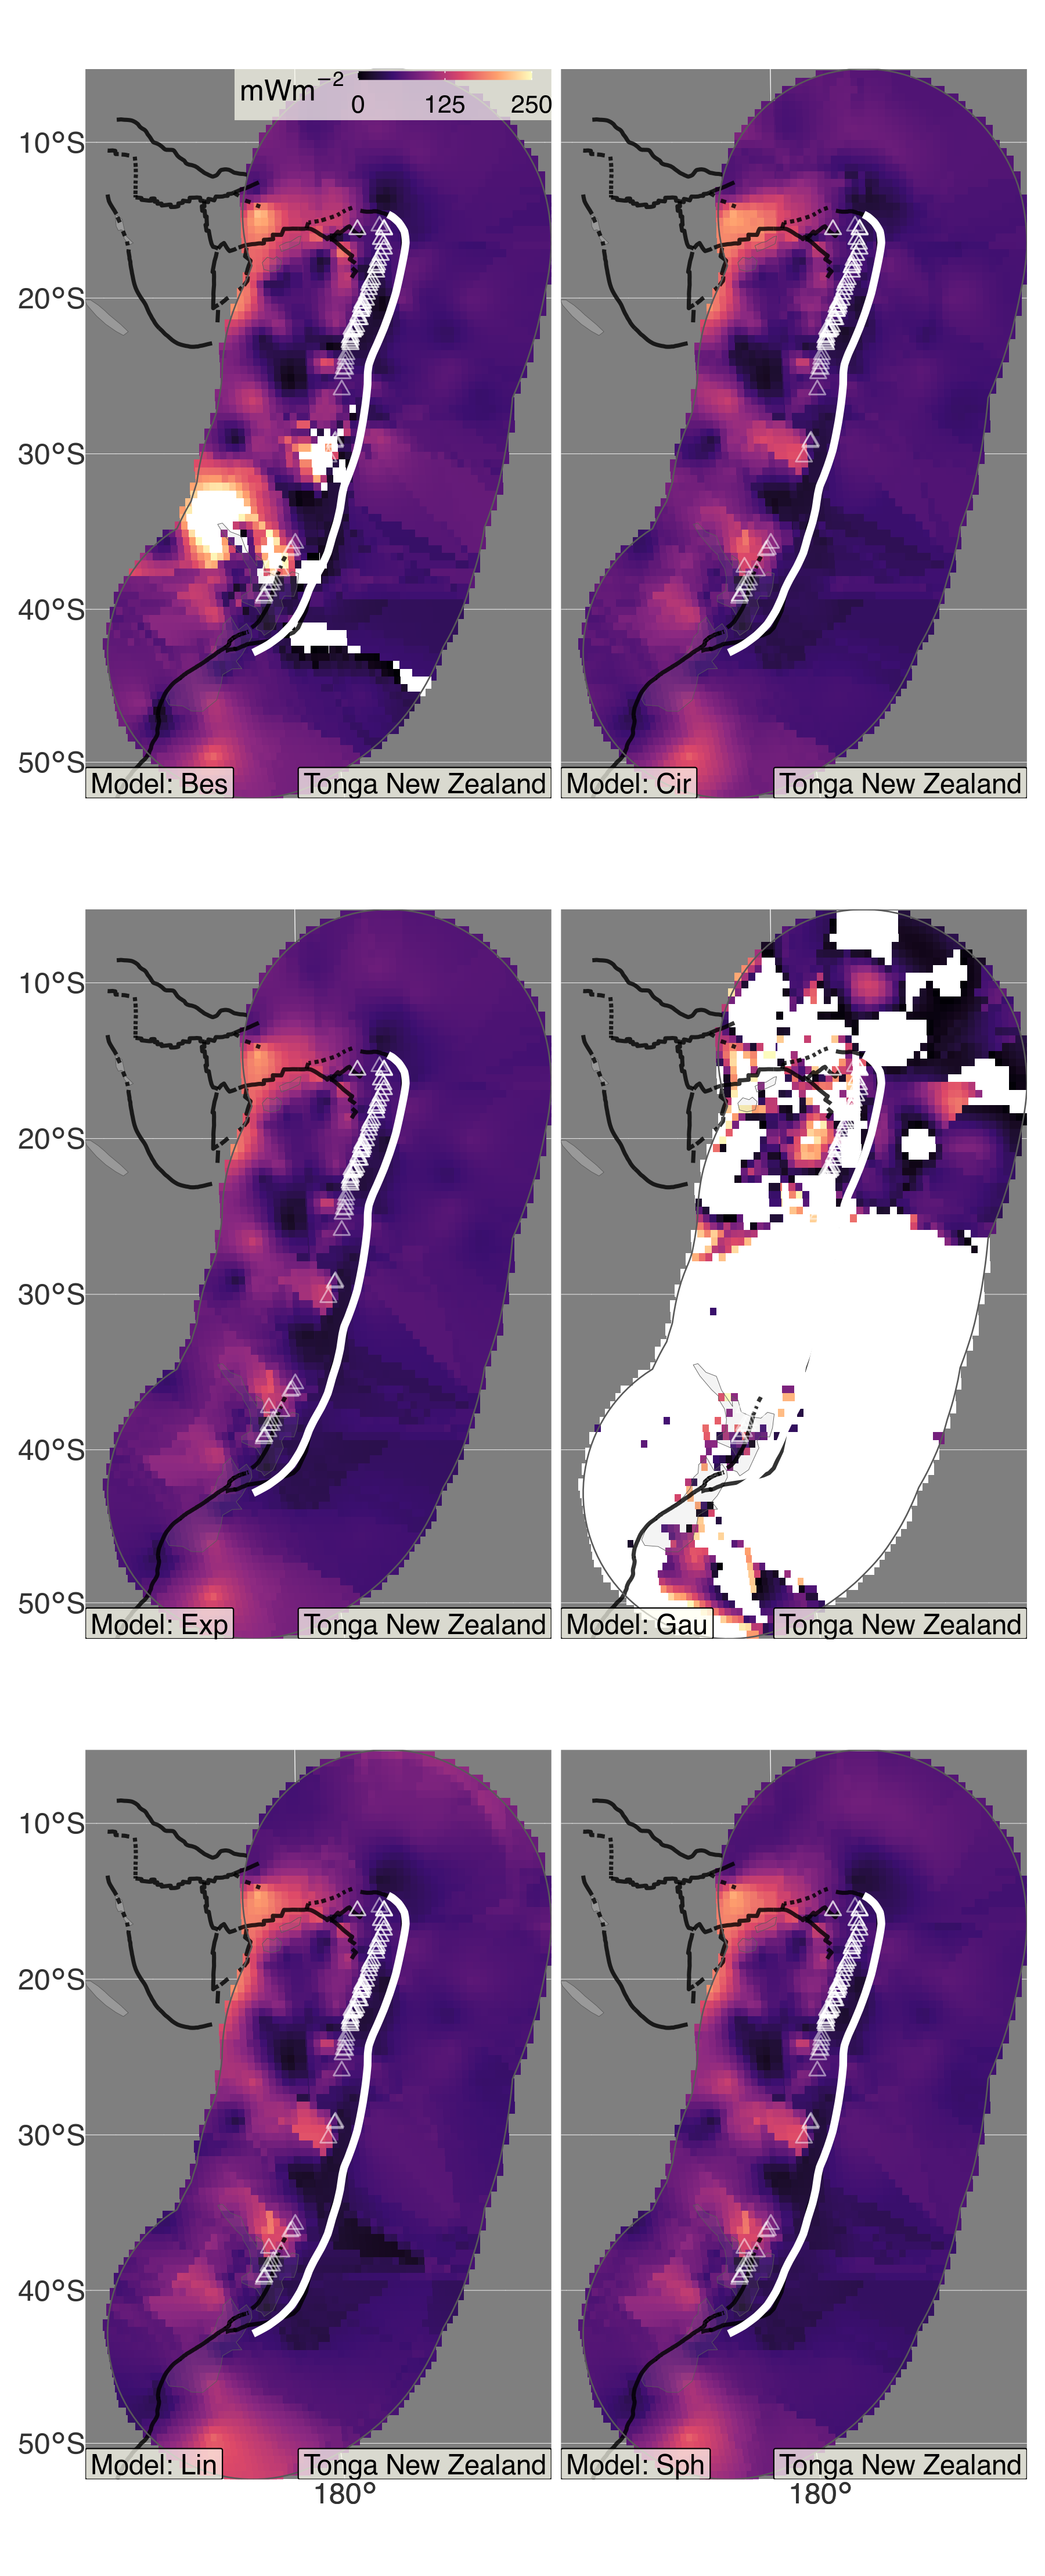 mWm−2
0 125 250
10°S
20°S
30°S
40°S
50°S
Model: Bes
Tonga New Zealand
Model: Cir
Tonga New Zealand
10°S
20°S
30°S
40°S
50°S
Model: Exp
Tonga New Zealand
Model: Gau
Tonga New Zealand
10°S
20°S
30°S
40°S
50°S
Model: Lin
Tonga New Zealand
Model: Sph
Tonga New Zealand
180°
180°